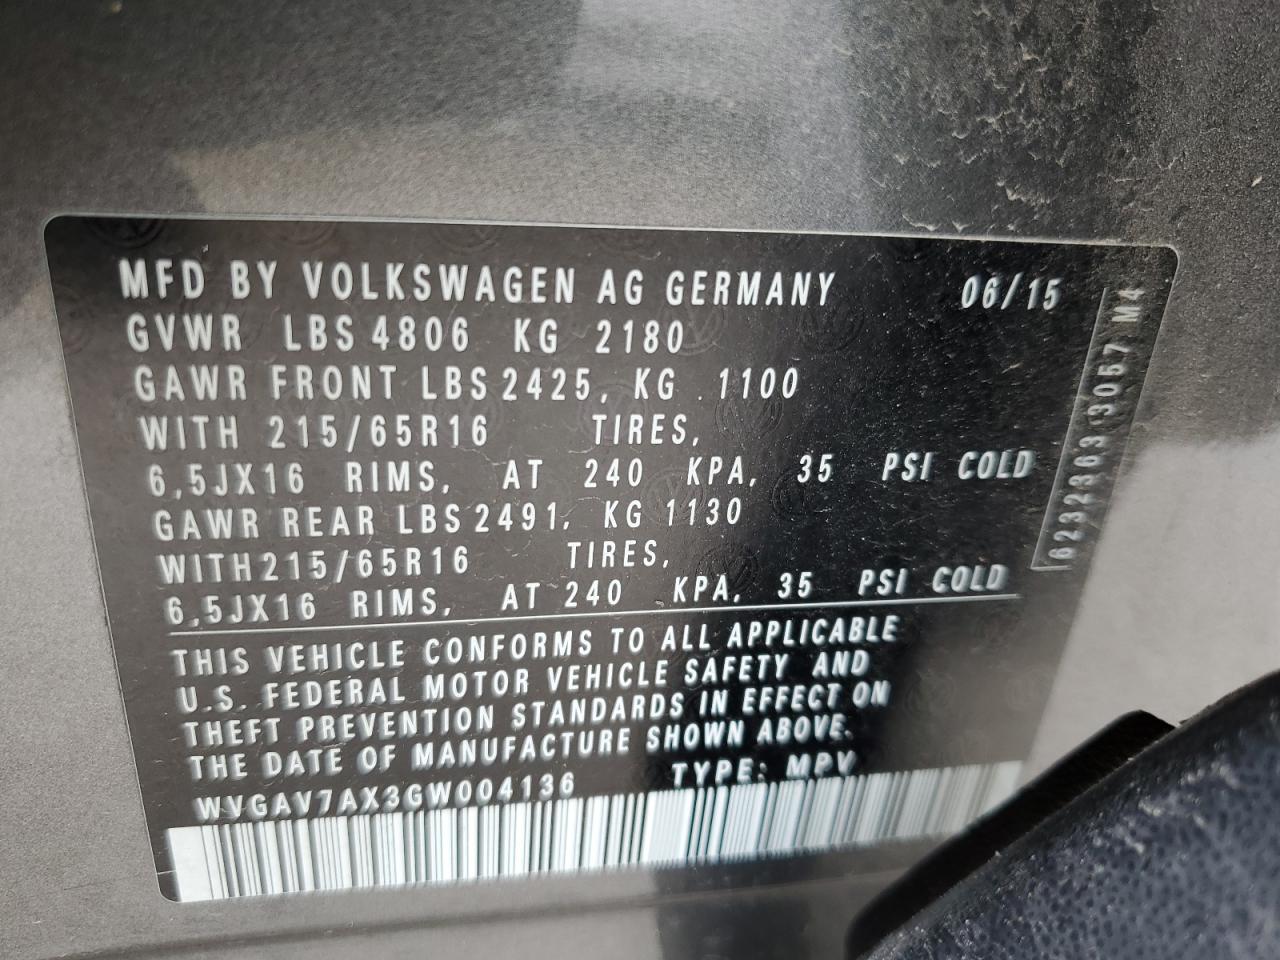 MFD BY VOLKSWAGEN AG GERMANY 06/15
GVWR LBS 4806 KG 2180
GAWR FRONT LBS 2425, KG 1100
WITH 215/65R16 TIRES,
6,5JX16 RIMS, AT 240 KPA, 35 PSI COLD
GAWR REAR LBS 2491, KG 1130
WITH 215/65R16 TIRES,
6,5JX16 RIMS, AT 240 KPA, 35 PSI COLD
THIS VEHICLE CONFORMS TO ALL APPLICABLE
U.S. FEDERAL MOTOR VEHICLE SAFETY AND
THEFT PREVENTION STANDARDS IN EFFECT ON
THE DATE OF MANUFACTURE SHOWN ABOVE.
WVGAV7AX3GW004136 TYPE: MPV
6232363 3057 M4